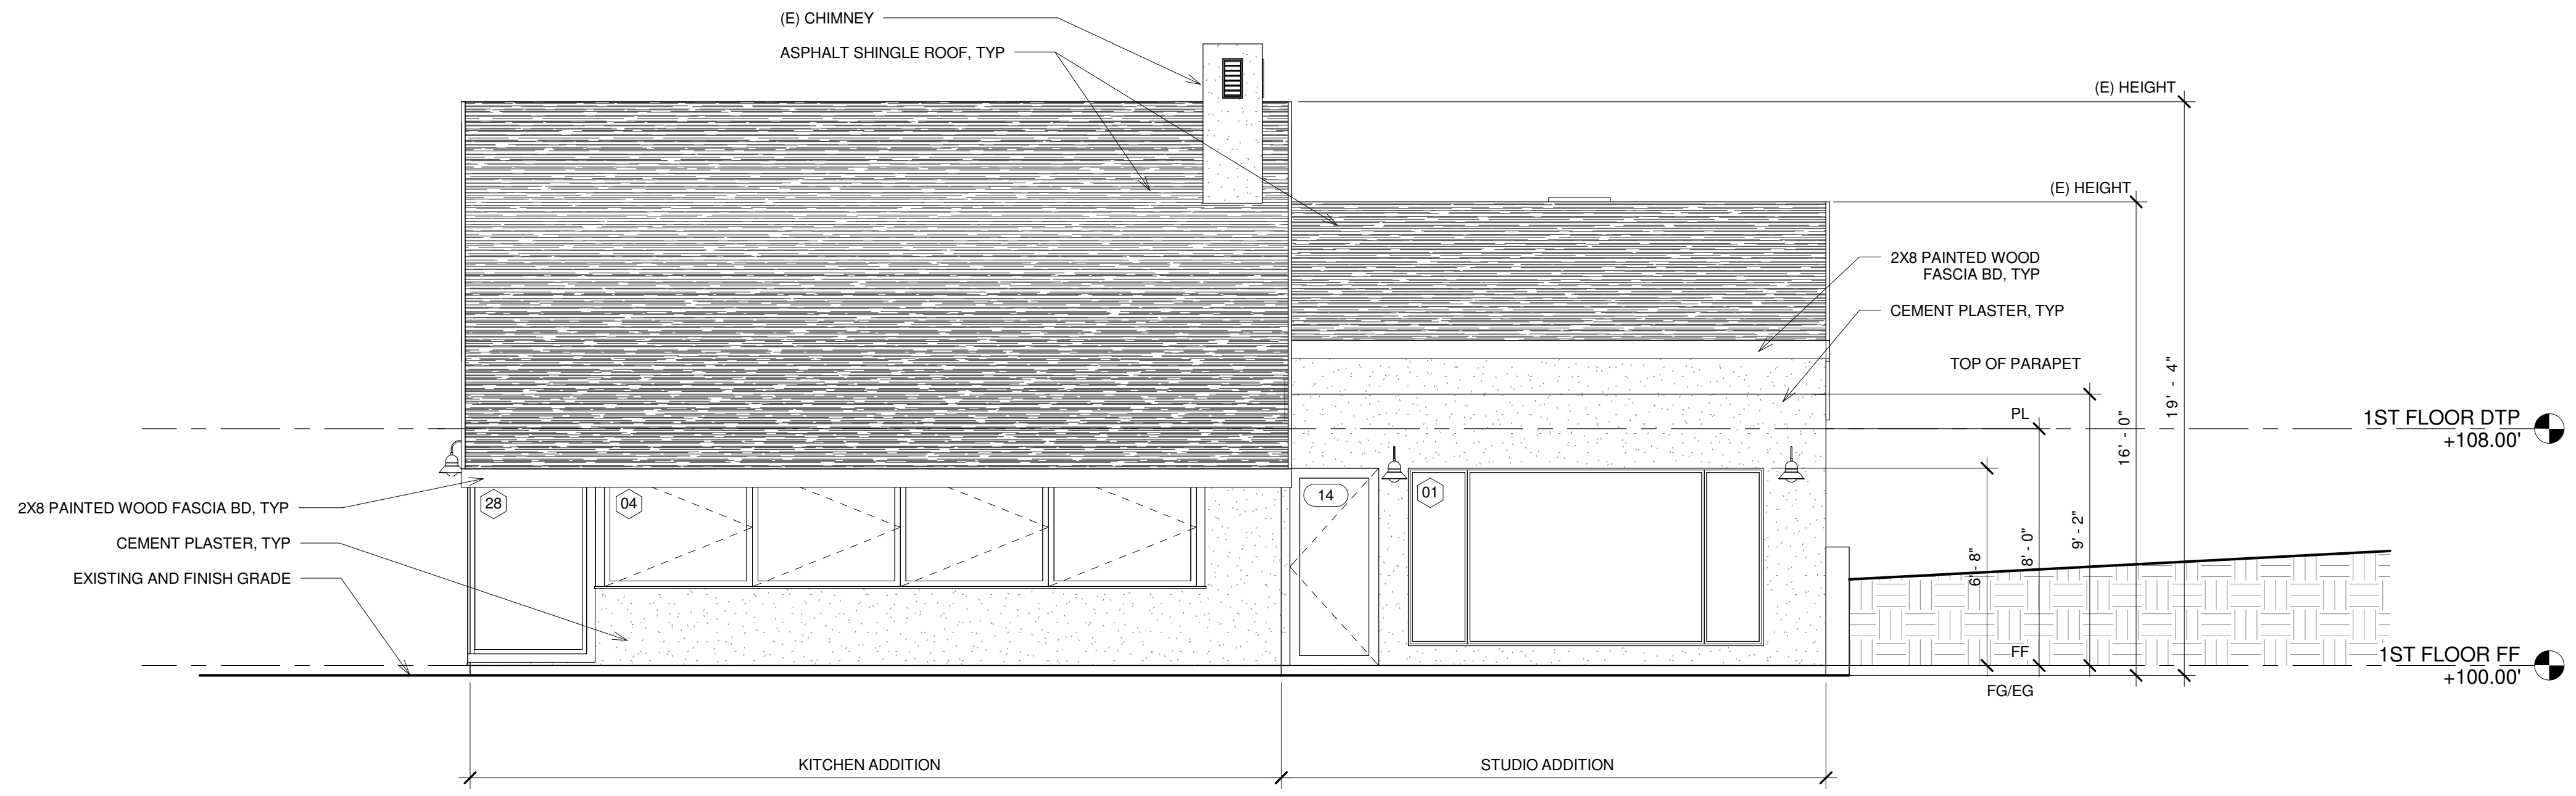 (E) CHIMNEY
ASPHALT SHINGLE ROOF, TYP
(E) HEIGHT
(E) HEIGHT
2X8 PAINTED WOOD
FASCIA BD, TYP
CEMENT PLASTER, TYP
TOP OF PARAPET
PL
1ST FLOOR DTP
+108.00'
19' - 4"
16' - 0"
9' - 2"
8' - 0"
6' - 8"
2X8 PAINTED WOOD FASCIA BD, TYP
CEMENT PLASTER, TYP
EXISTING AND FINISH GRADE
28
04
14
01
FF
1ST FLOOR FF
+100.00'
FG/EG
KITCHEN ADDITION
STUDIO ADDITION